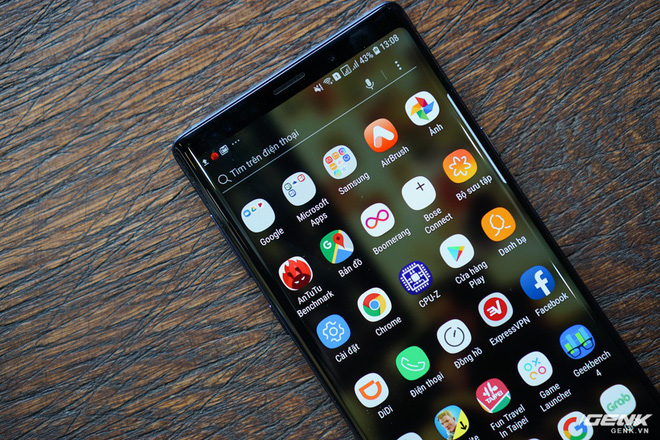 43% 13:08
Tìm trên điện thoại
Google
Microsoft
Apps
Samsung
AirBrush
Ảnh
AnTuTu
Benchmark
Bản đồ
Boomerang
Bose
Connect
Bộ sưu tập
Cài đặt
Chrome
CPU-Z
Cửa hàng
Play
Danh bạ
DiDi
Điện thoại
Đồng hồ
ExpressVPN
Facebook
TAIPEI
Fun Travel
In Taipei
Game
Launcher
Geekbench
4
Grab
GENK
GENK.VN